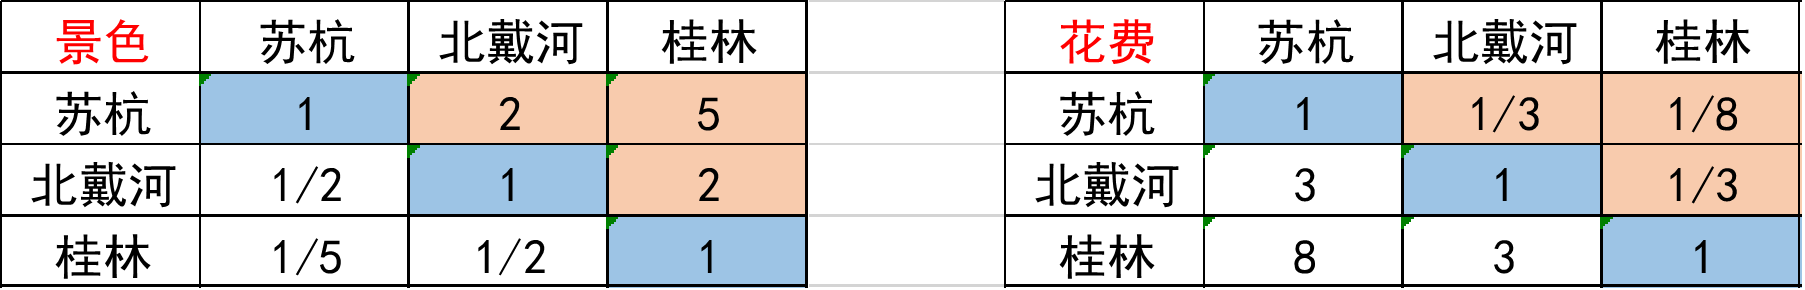 景色 苏杭 北戴河 桂林 花费 苏杭 北戴河 桂林
苏杭 1 2 5 苏杭 1 1/3 1/8
北戴河 1/2 1 2 北戴河 3 1 1/3
桂林 1/5 1/2 1 桂林 8 3 1